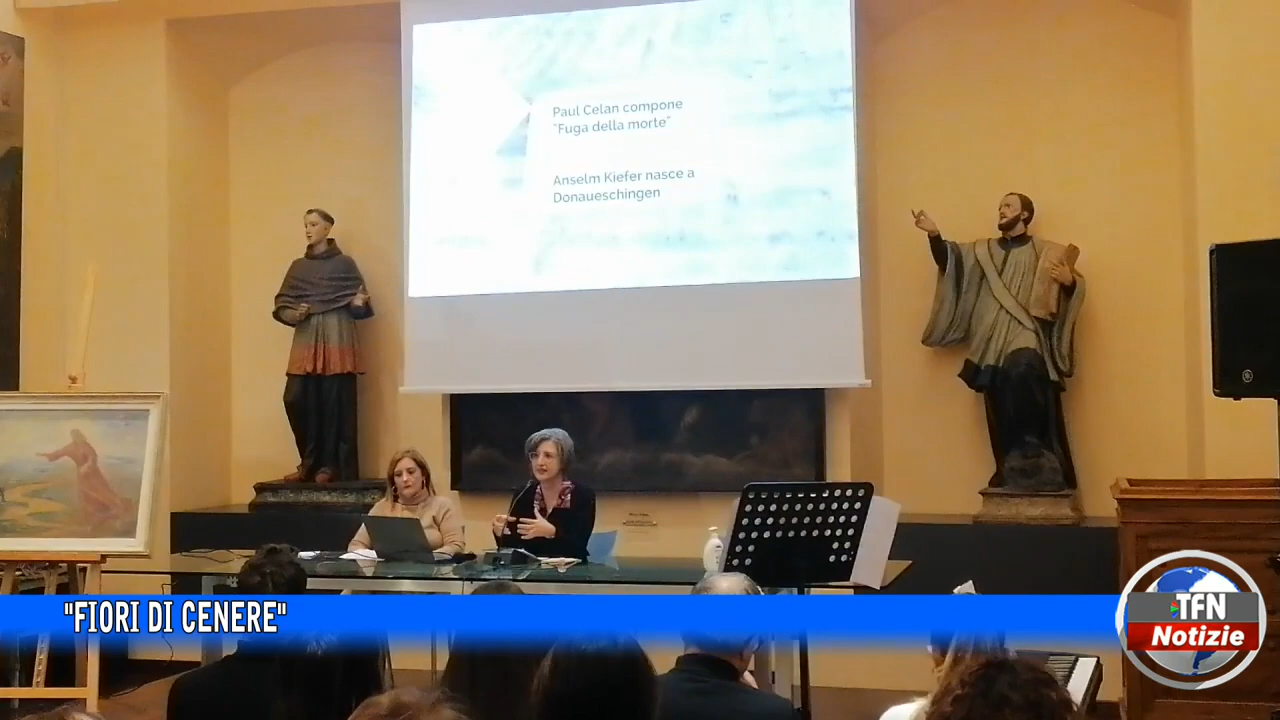 Paul Celan compone
"Fuga della morte"
Anselm Kiefer nasce a
Donaueschingen
"FIORI DI CENERE"
TFN
Notizie